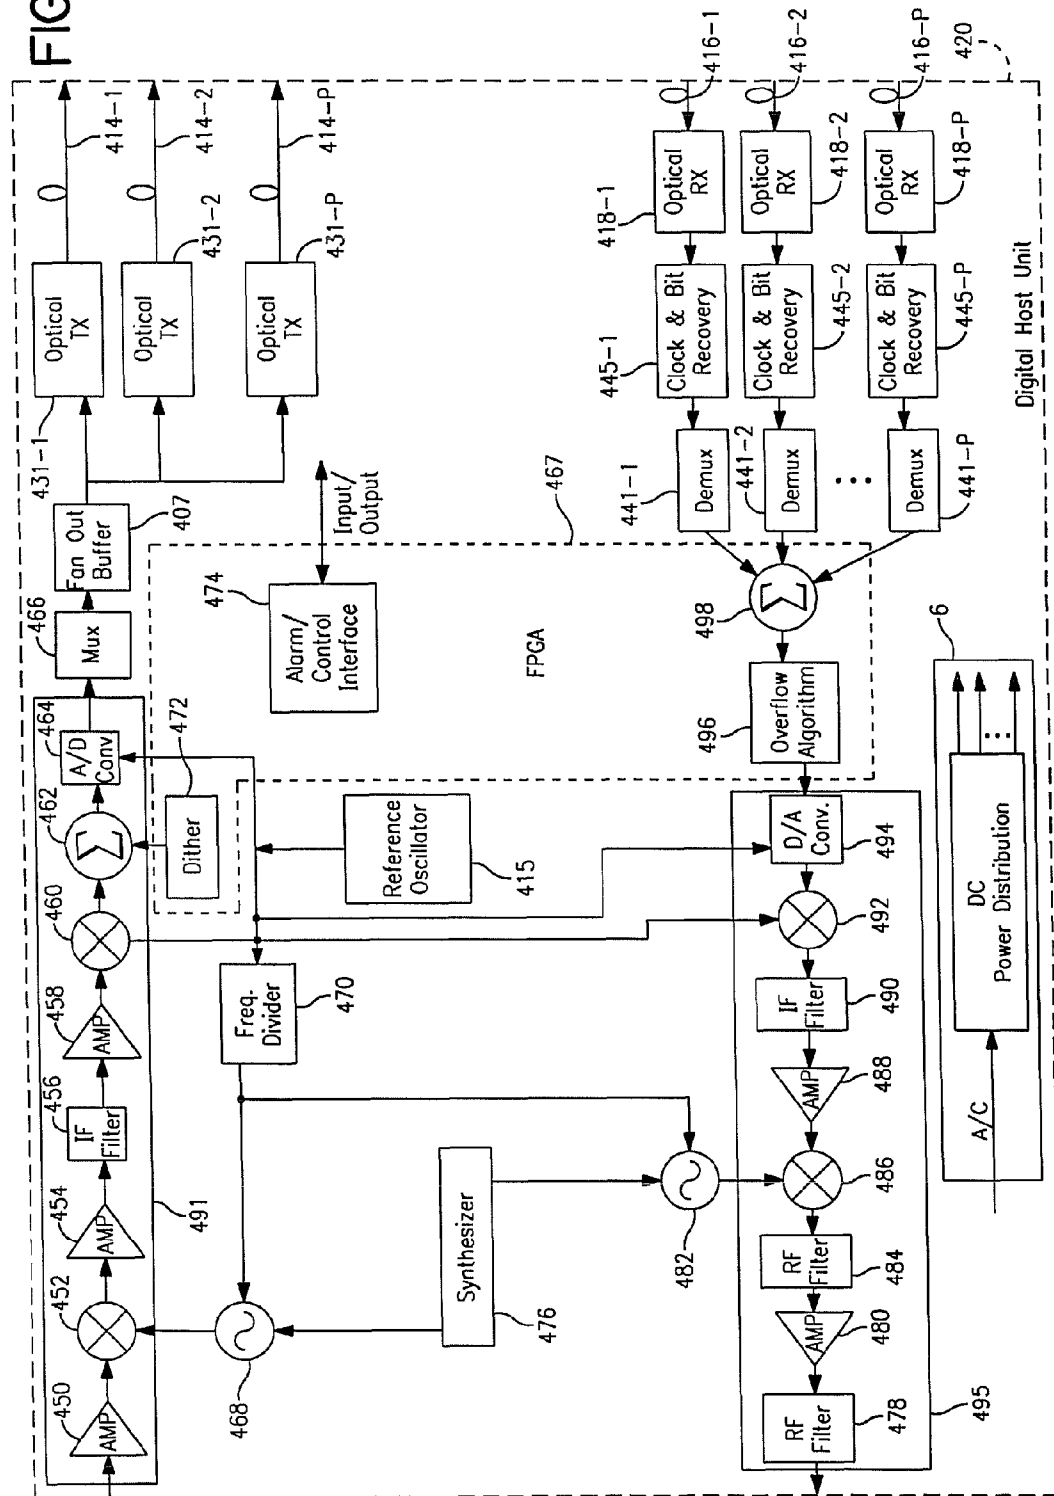 FIG
450
AMP
452
454
AMP
456
IF
Filter
458
AMP
460
462
Σ
464
A/D
Conv
466
Mux
Fan Out
Buffer
407
491
431-1
Optical
TX
414-1
Optical
TX
431-2
414-2
Optical
TX
431-P
414-P
468
Freq.
Divider
470
Dither
472
Reference
Oscillator
415
474
Alarm/
Control
Interface
Input/
Output
467
FPGA
Synthesizer
476
482
416-1
418-1
Optical
RX
445-1
Clock & Bit
Recovery
441-1
Demux
416-2
Optical
RX
418-2
Clock & Bit
Recovery
445-2
441-2
Demux
416-P
Optical
RX
418-P
Clock & Bit
Recovery
445-P
Demux
441-P
498
Σ
496
Overflow
Algorithm
D/A
Conv.
494
492
IF
Filter
490
AMP
488
486
RF
Filter
484
AMP
480
RF
Filter
478
495
A/C
DC
Power Distribution
6
Digital Host Unit
420